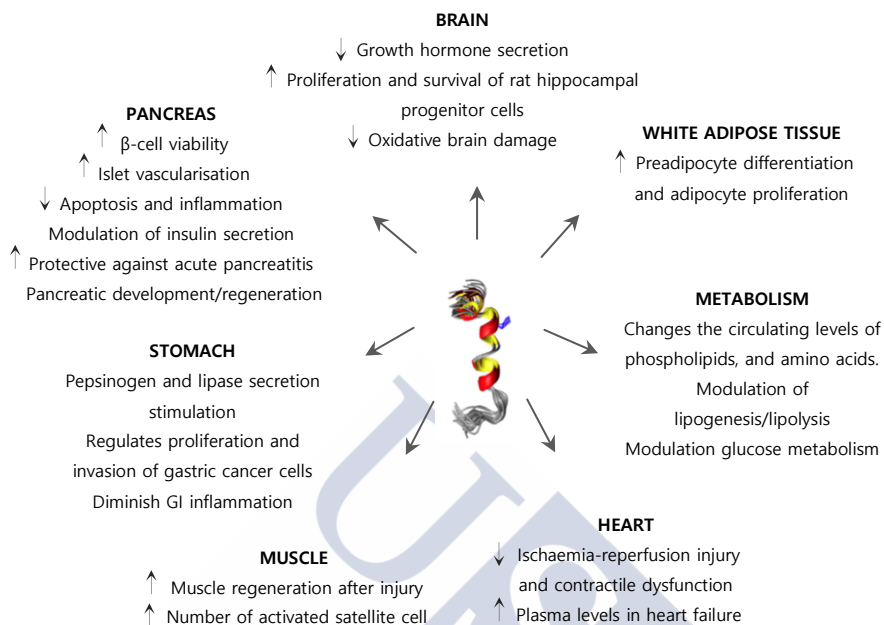 BRAIN
↓ Growth hormone secretion
↑ Proliferation and survival of rat hippocampal
progenitor cells
↓ Oxidative brain damage
PANCREAS
↑ β-cell viability
↑ Islet vascularisation
↓ Apoptosis and inflammation
Modulation of insulin secretion
↑ Protective against acute pancreatitis
Pancreatic development/regeneration
WHITE ADIPOSE TISSUE
↑ Preadipocyte differentiation
and adipocyte proliferation
METABOLISM
Changes the circulating levels of
phospholipids, and amino acids.
Modulation of
lipogenesis/lipolysis
Modulation glucose metabolism
STOMACH
Pepsinogen and lipase secretion
stimulation
Regulates proliferation and
invasion of gastric cancer cells
Diminish GI inflammation
MUSCLE
↑ Muscle regeneration after injury
↑ Number of activated satellite cell
HEART
↓ Ischaemia-reperfusion injury
and contractile dysfunction
↑ Plasma levels in heart failure